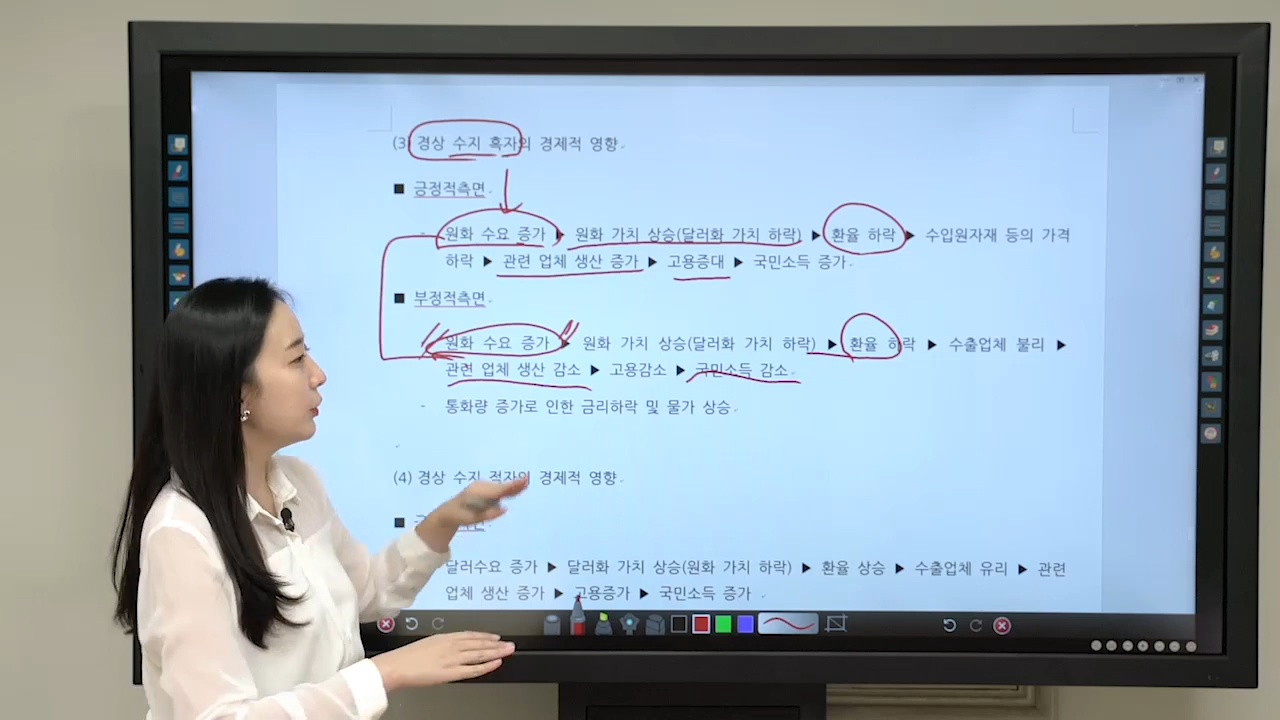 (3) 경상 수지 흑자의 경제적 영향
■ 긍정적측면
- 원화 수요 증가 ▶ 원화 가치 상승(달러화 가치 하락) ▶ 환율 하락 ▶ 수입원자재 등의 가격
하락 ▶ 관련 업체 생산 증가 ▶ 고용증대 ▶ 국민소득 증가
■ 부정적측면
원화 수요 증가 ▶ 원화 가치 상승(달러화 가치 하락) ▶ 환율 하락 ▶ 수출업체 불리 ▶
관련 업체 생산 감소 ▶ 고용감소 ▶ 국민소득 감소
- 통화량 증가로 인한 금리하락 및 물가 상승
(4) 경상 수지 적자의 경제적 영향
■
달러수요 증가 ▶ 달러화 가치 상승(원화 가치 하락) ▶ 환율 상승 ▶ 수출업체 유리 ▶ 관련
업체 생산 증가 ▶ 고용증가 ▶ 국민소득 증가